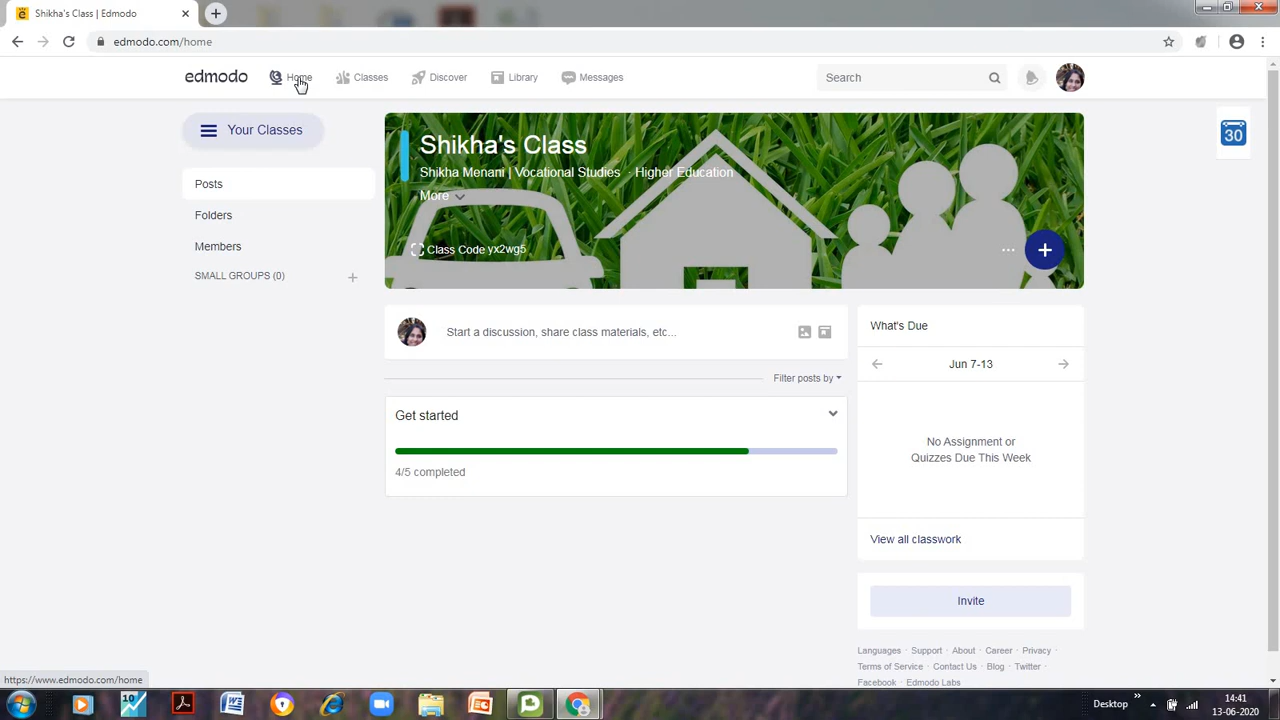 Shikha's Class | Edmodo
edmodo.com/home
edmodo
Home
Classes
Discover
Library
Messages
Search
30
Your Classes
Posts
Folders
Members
SMALL GROUPS (0)
Shikha's Class
Shikha Menani | Vocational Studies · Higher Education
More
Class Code yx2wg5
Start a discussion, share class materials, etc...
Filter posts by
Get started
4/5 completed
What's Due
Jun 7-13
No Assignment or
Quizzes Due This Week
View all classwork
Invite
Languages · Support · About · Career · Privacy ·
Terms of Service · Contact Us · Blog · Twitter ·
Facebook · Edmodo Labs
https://www.edmodo.com/home
10
Desktop
14:41
13-06-2020